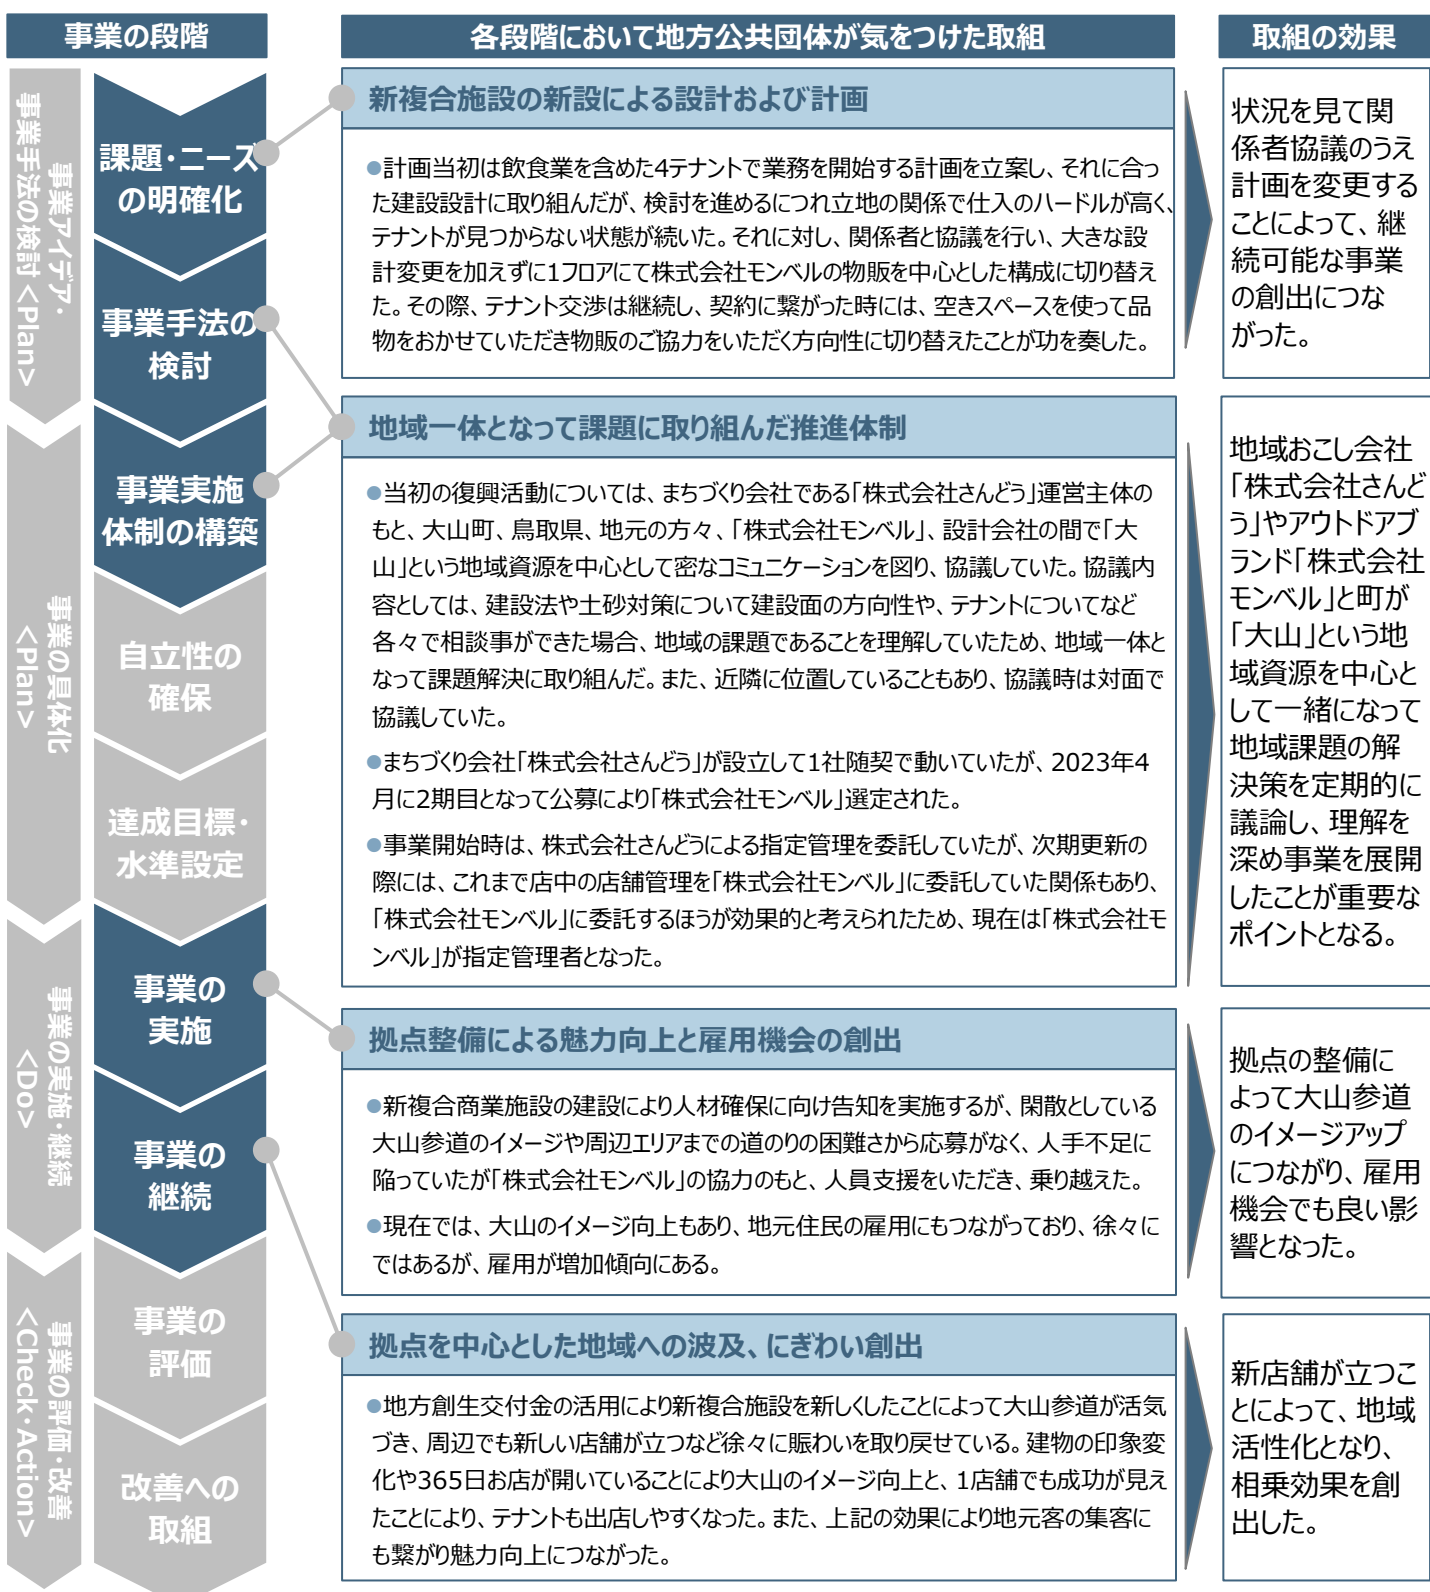 事業の段階
各段階において地方公共団体が気をつけた取組
取組の効果
事業アイデア・
事業手法の検討 <Plan>
課題・ニーズ
の明確化
事業手法の
検討
事業の具体化
<Plan>
事業実施
体制の構築
自立性の
確保
達成目標・
水準設定
事業の実施・継続
<Do>
事業の
実施
事業の
継続
事業の評価・改善
<Check・Action>
事業の
評価
改善への
取組
新複合施設の新設による設計および計画
●計画当初は飲食業を含めた4テナントで業務を開始する計画を立案し、それに合っ
た建設設計に取り組んだが、検討を進めるにつれ立地の関係で仕入のハードルが高く、
テナントが見つからない状態が続いた。それに対し、関係者と協議を行い、大きな設
計変更を加えずに1フロアにて株式会社モンベルの物販を中心とした構成に切り替え
た。その際、テナント交渉は継続し、契約に繋がった時には、空きスペースを使って品
物をおかせていただき物販のご協力をいただく方向性に切り替えたことが功を奏した。
状況を見て関
係者協議のうえ
計画を変更する
ことによって、継
続可能な事業
の創出につな
がった。
地域一体となって課題に取り組んだ推進体制
●当初の復興活動については、まちづくり会社である「株式会社さんどう」運営主体の
もと、大山町、鳥取県、地元の方々、「株式会社モンベル」、設計会社の間で「大
山」という地域資源を中心として密なコミュニケーションを図り、協議していた。協議内
容としては、建設法や土砂対策について建設面の方向性や、テナントについてなど
各々で相談事ができた場合、地域の課題であることを理解していたため、地域一体と
なって課題解決に取り組んだ。また、近隣に位置していることもあり、協議時は対面で
協議していた。
●まちづくり会社「株式会社さんどう」が設立して1社随契で動いていたが、2023年4
月に2期目となって公募により「株式会社モンベル」選定された。
●事業開始時は、株式会社さんどうによる指定管理を委託していたが、次期更新の
際には、これまで店中の店舗管理を「株式会社モンベル」に委託していた関係もあり、
「株式会社モンベル」に委託するほうが効果的と考えられたため、現在は「株式会社モ
ンベル」が指定管理者となった。
地域おこし会社
「株式会社さんど
う」やアウトドアブ
ランド「株式会社
モンベル」と町が
「大山」という地
域資源を中心と
して一緒になって
地域課題の解
決策を定期的に
議論し、理解を
深め事業を展開
したことが重要な
ポイントとなる。
拠点整備による魅力向上と雇用機会の創出
●新複合商業施設の建設により人材確保に向け告知を実施するが、閑散としている
大山参道のイメージや周辺エリアまでの道のりの困難さから応募がなく、人手不足に
陥っていたが「株式会社モンベル」の協力のもと、人員支援をいただき、乗り越えた。
●現在では、大山のイメージ向上もあり、地元住民の雇用にもつながっており、徐々に
ではあるが、雇用が増加傾向にある。
拠点の整備に
よって大山参道
のイメージアップ
につながり、雇用
機会でも良い影
響となった。
拠点を中心とした地域への波及、にぎわい創出
●地方創生交付金の活用により新複合施設を新しくしたことによって大山参道が活気
づき、周辺でも新しい店舗が立つなど徐々に賑わいを取り戻せている。建物の印象変
化や365日お店が開いていることにより大山のイメージ向上と、1店舗でも成功が見え
たことにより、テナントも出店しやすくなった。また、上記の効果により地元客の集客に
も繋がり魅力向上につながった。
新店舗が立つこ
とによって、地域
活性化となり、
相乗効果を創
出した。